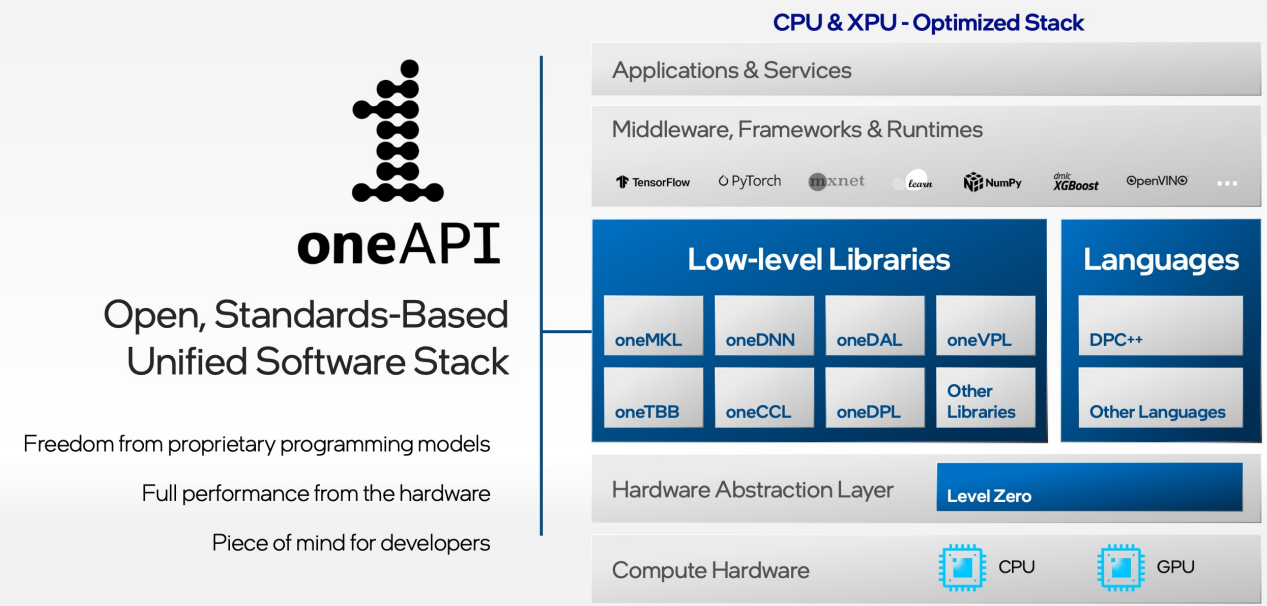 oneAPI
Open, Standards-Based
Unified Software Stack
Freedom from proprietary programming models
Full performance from the hardware
Piece of mind for developers
CPU & XPU - Optimized Stack
Applications & Services
Middleware, Frameworks & Runtimes
TensorFlow
PyTorch
mxnet
learn
NumPy
dmlc
XGBoost
OpenVINO
...
Low-level Libraries
oneMKL
oneDNN
oneDAL
oneVPL
oneTBB
oneCCL
oneDPL
Other
Libraries
Languages
DPC++
Other Languages
Hardware Abstraction Layer
Level Zero
Compute Hardware
CPU
GPU